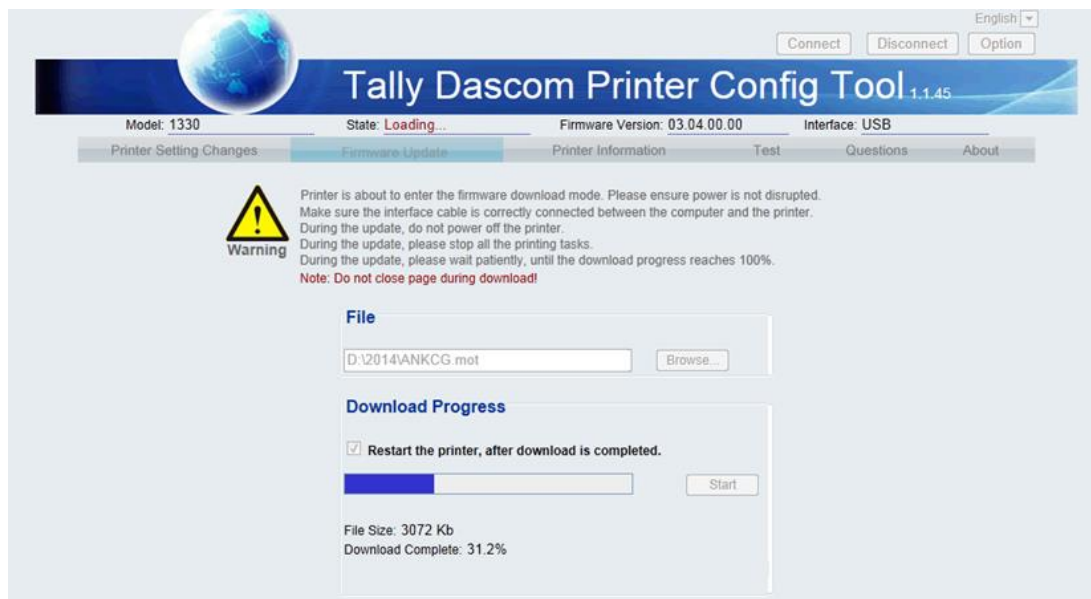 English
Connect Disconnect Option
Tally Dascom Printer Config Tool 1.1.45
Model: 1330 State: Loading... Firmware Version: 03.04.00.00 Interface: USB
Printer Setting Changes Firmware Update Printer Information Test Questions About
Printer is about to enter the firmware download mode. Please ensure power is not disrupted.
Make sure the interface cable is correctly connected between the computer and the printer.
During the update, do not power off the printer.
During the update, please stop all the printing tasks.
During the update, please wait patiently, until the download progress reaches 100%.
Note: Do not close page during download!
Warning
File
D:\2014\ANKCG.mot Browse...
Download Progress
Restart the printer, after download is completed.
Start
File Size: 3072 Kb
Download Complete: 31.2%